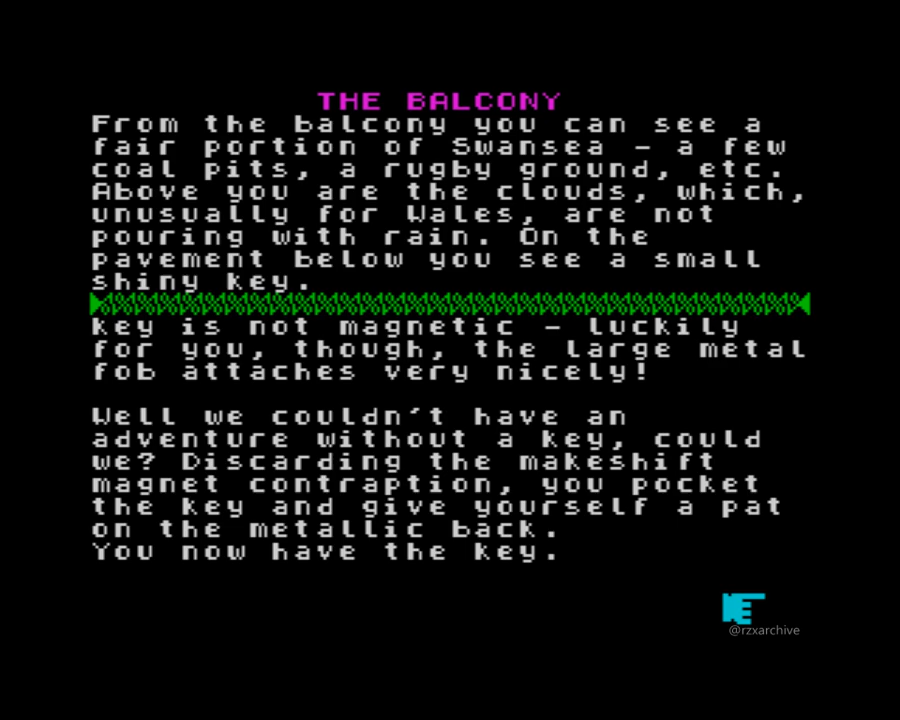 THE BALCONY
From the balcony you can see a
fair portion of Swansea - a few
coal pits, a rugby ground, etc.
Above you are the clouds, which,
unusually for Wales, are not
pouring with rain. On the
pavement below you see a small
shiny key.
key is not magnetic - luckily
for you, though, the large metal
fob attaches very nicely!
Well we couldn't have an
adventure without a key, could
we? Discarding the makeshift
magnet contraption, you pocket
the key and give yourself a pat
on the metallic back.
You now have the key.
@rzxarchive